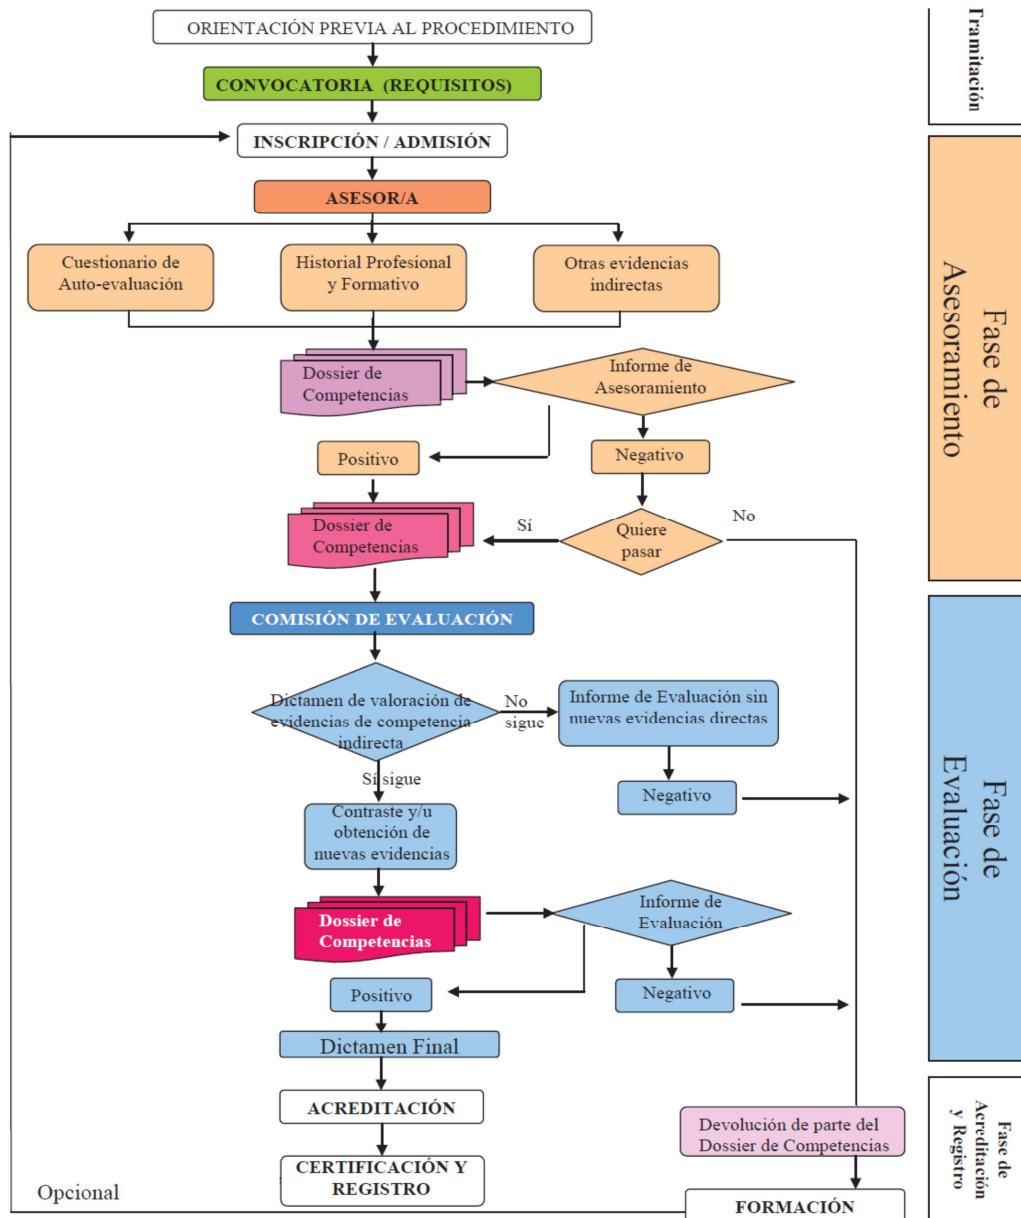 ORIENTACIÓN PREVIA AL PROCEDIMIENTO
CONVOCATORIA (REQUISITOS)
INSCRIPCIÓN / ADMISIÓN
ASESOR/A
Cuestionario de
Auto-evaluación
Historial Profesional
y Formativo
Otras evidencias
indirectas
Dossier de
Competencias
Informe de
Asesoramiento
Positivo
Negativo
Dossier de
Competencias
Sí
Quiere
pasar
No
COMISIÓN DE EVALUACIÓN
Dictamen de valoración de
evidencias de competencia
indirecta
No
sigue
Informe de Evaluación sin
nuevas evidencias directas
Sí sigue
Negativo
Contraste y/u
obtención de
nuevas evidencias
Dossier de
Competencias
Informe de
Evaluación
Positivo
Negativo
Dictamen Final
ACREDITACIÓN
Devolución de parte del
Dossier de Competencias
CERTIFICACIÓN Y
REGISTRO
Opcional
FORMACIÓN
Tramitación
Fase de
Asesoramiento
Fase de
Evaluación
Fase de
Acreditación
y Registro